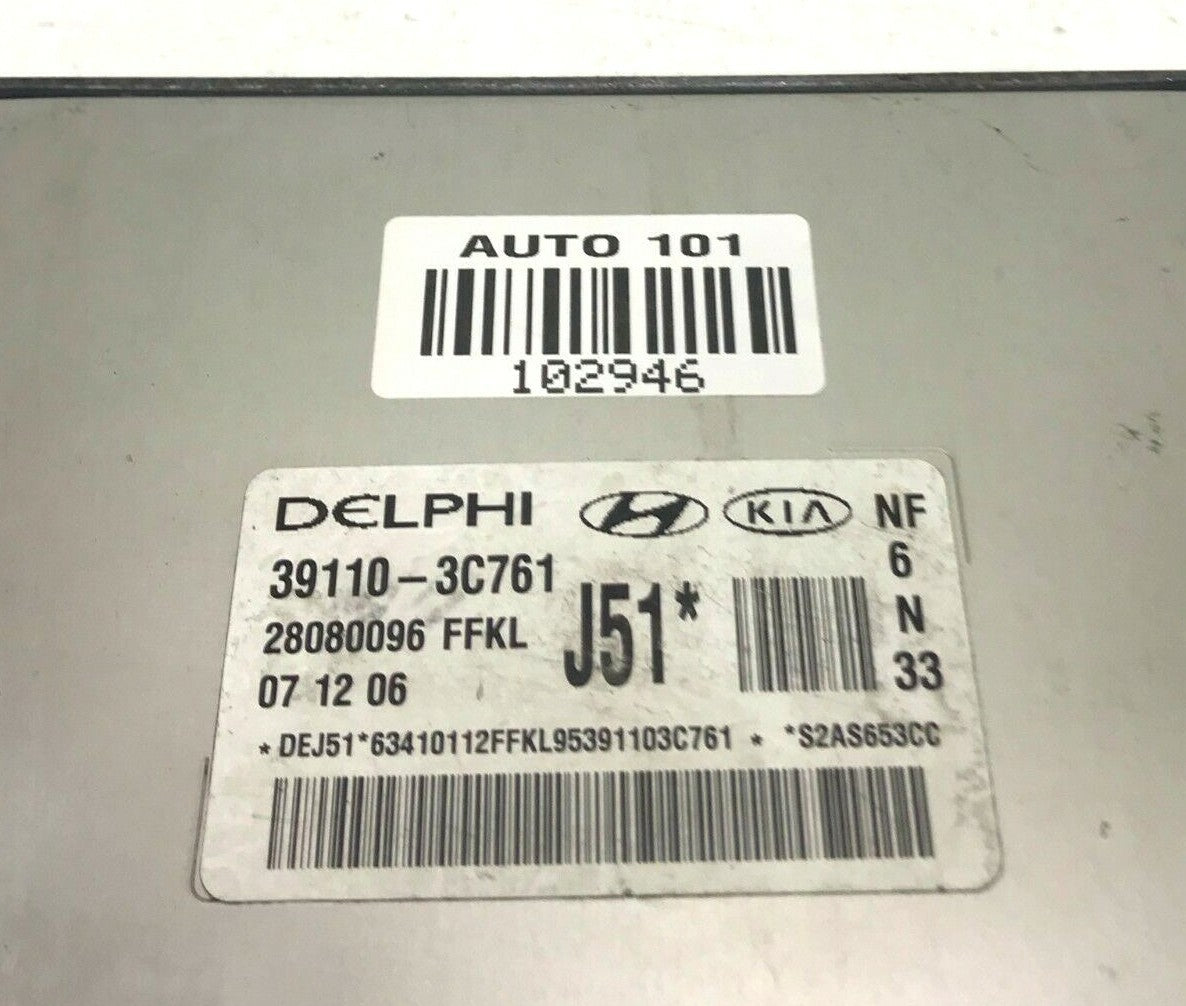 AUTO 101
102946
DELPHI KIA NF
39110-3C761 6
28080096 FFKL J51* N
07 12 06 33
*DEJ51*63410112FFKL95391103C761 * *S2AS653CC